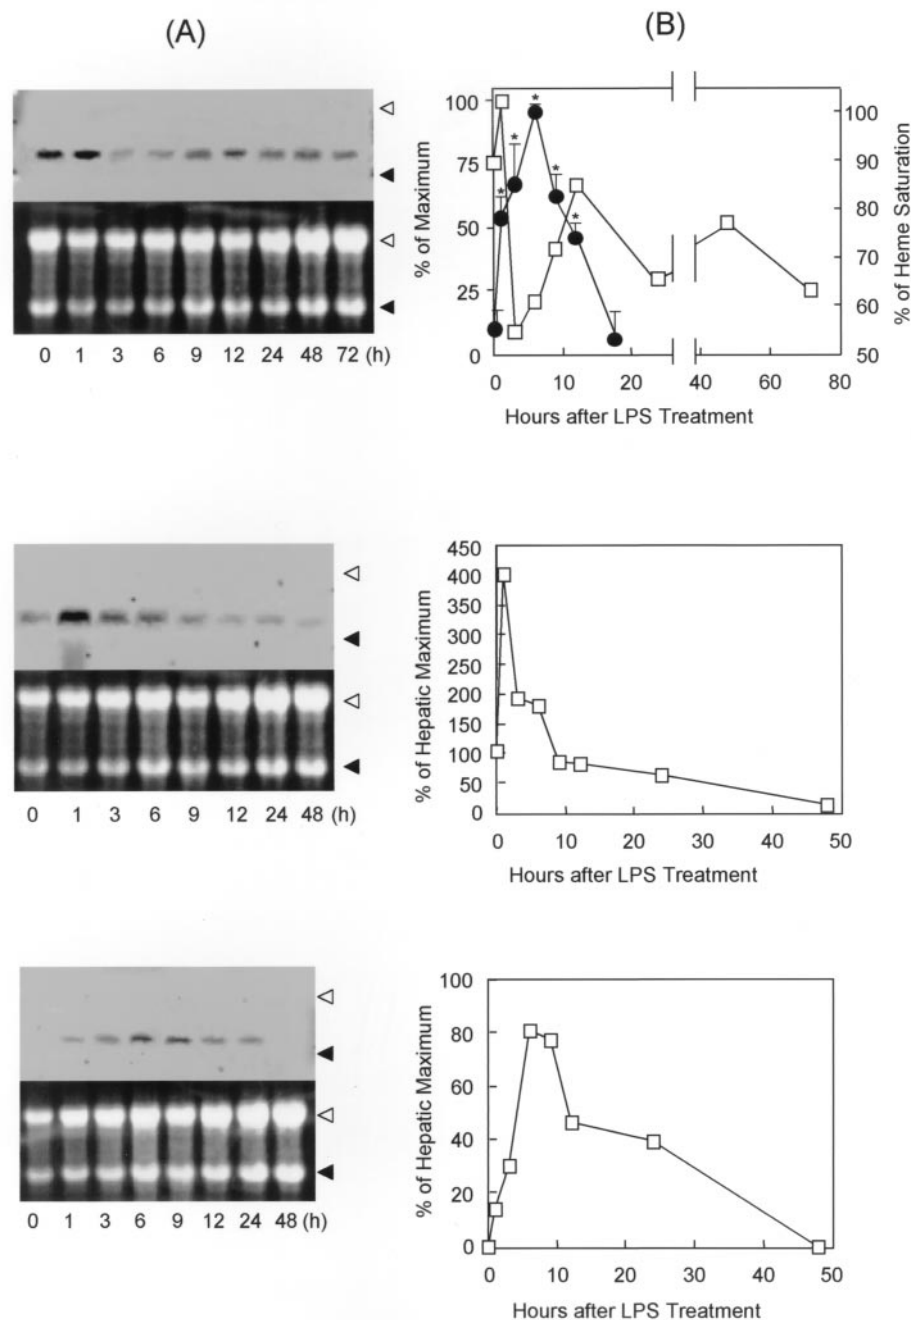 (A)
(B)
0 1 3 6 9 12 24 48 72 (h)
% of Maximum
100
75
50
25
0
* * * * *
100
90
80
70
60
50
% of Heme Saturation
0 10 20 40 60 80
Hours after LPS Treatment
0 1 3 6 9 12 24 48 (h)
% of Hepatic Maximum
450
400
350
300
250
200
150
100
50
0
0 10 20 30 40 50
Hours after LPS Treatment
0 1 3 6 9 12 24 48 (h)
% of Hepatic Maximum
100
80
60
40
20
0
0 10 20 30 40 50
Hours after LPS Treatment